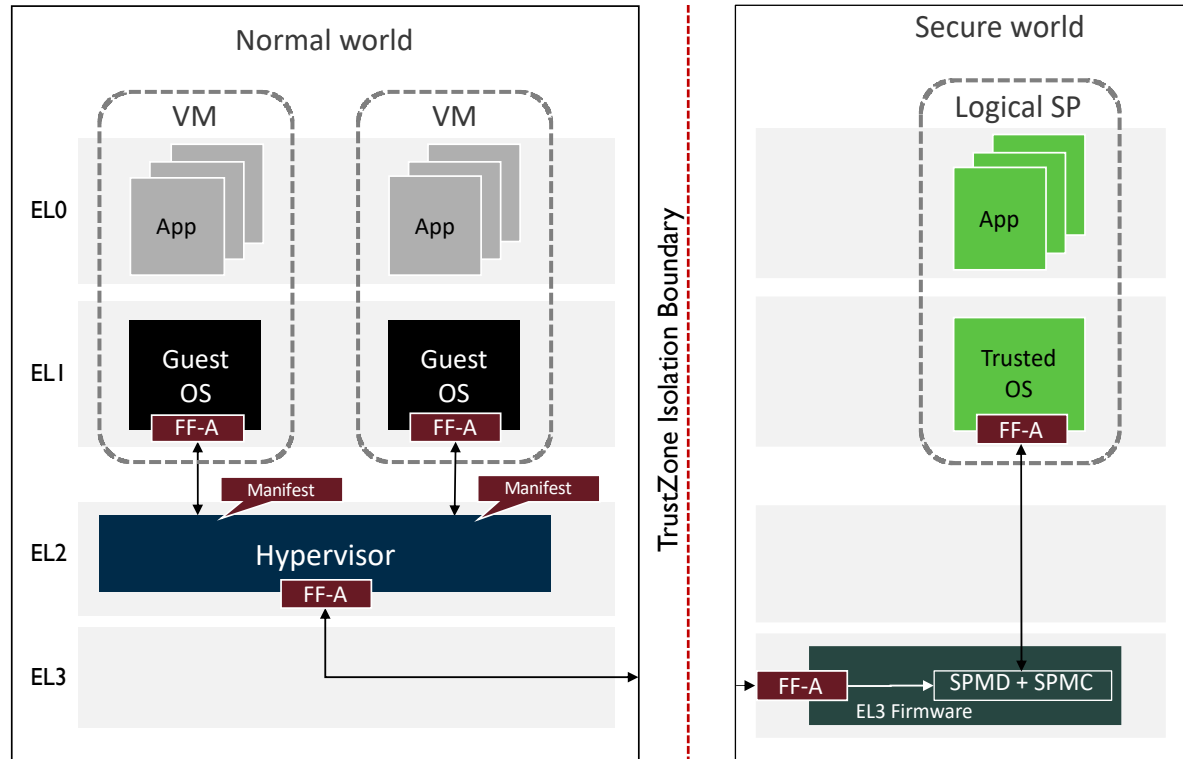 Normal world
VM
VM
EL0
App
App
EL1
Guest
OS
FF-A
Guest
OS
FF-A
Manifest
Manifest
EL2
Hypervisor
FF-A
EL3
TrustZone Isolation Boundary
Secure world
Logical SP
App
Trusted
OS
FF-A
FF-A
SPMD + SPMC
EL3 Firmware